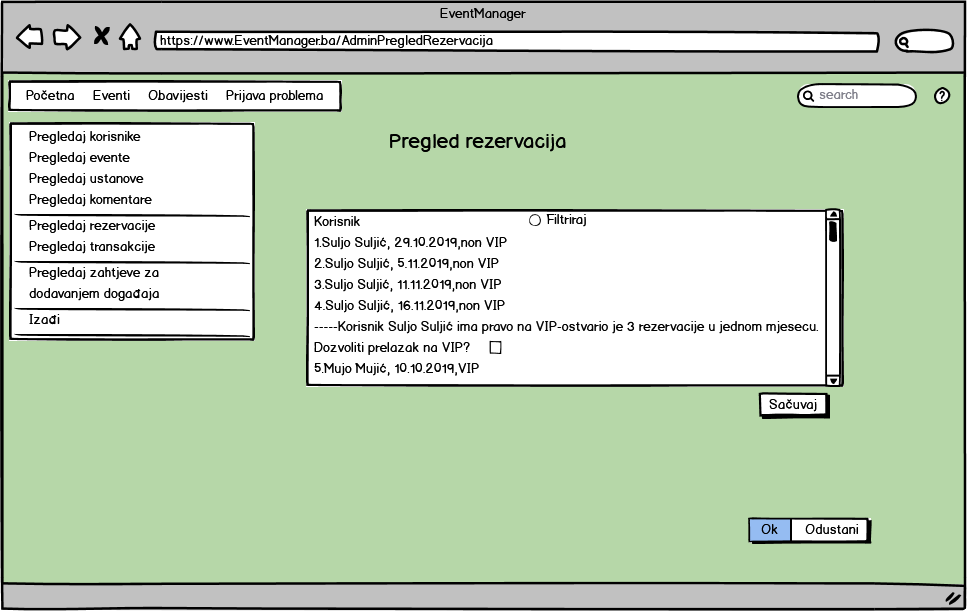 EventManager
https://www.EventManager.ba/AdminPregledRezervacija
Početna Eventi Obavijesti Prijava problema
search
?
Pregledaj korisnike
Pregledaj evente
Pregledaj ustanove
Pregledaj komentare
Pregledaj rezervacije
Pregledaj transakcije
Pregledaj zahtjeve za
dodavanjem događaja
Izađi
Pregled rezervacija
Korisnik Filtriraj
1.Suljo Suljić, 29.10.2019,non VIP
2.Suljo Suljić, 5.11.2019,non VIP
3.Suljo Suljić, 11.11.2019,non VIP
4.Suljo Suljić, 16.11.2019,non VIP
-----Korisnik Suljo Suljić ima pravo na VIP-ostvario je 3 rezervacije u jednom mjesecu.
Dozvoliti prelazak na VIP?
5.Mujo Mujić, 10.10.2019,VIP
Sačuvaj
Ok Odustani